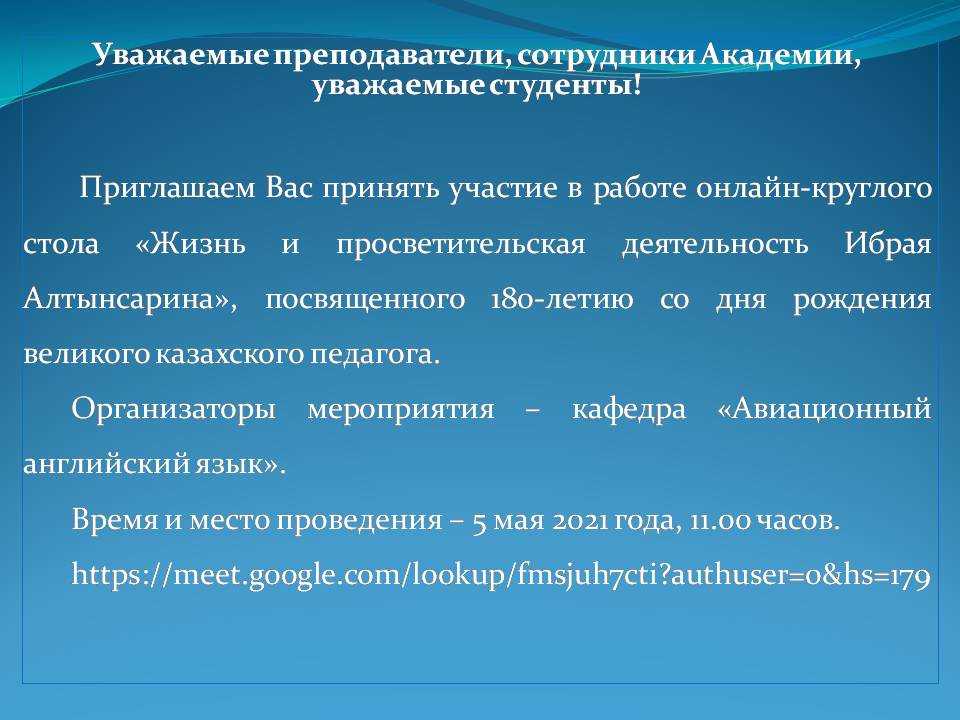 Уважаемые преподаватели, сотрудники Академии,
уважаемые студенты!
Приглашаем Вас принять участие в работе онлайн-круглого
стола «Жизнь и просветительская деятельность Ибрая
Алтынсарина», посвященного 180-летию со дня рождения
великого казахского педагога.
Организаторы мероприятия – кафедра «Авиационный
английский язык».
Время и место проведения – 5 мая 2021 года, 11.00 часов.
https://meet.google.com/lookup/fmsjuh7cti?authuser=0&hs=179